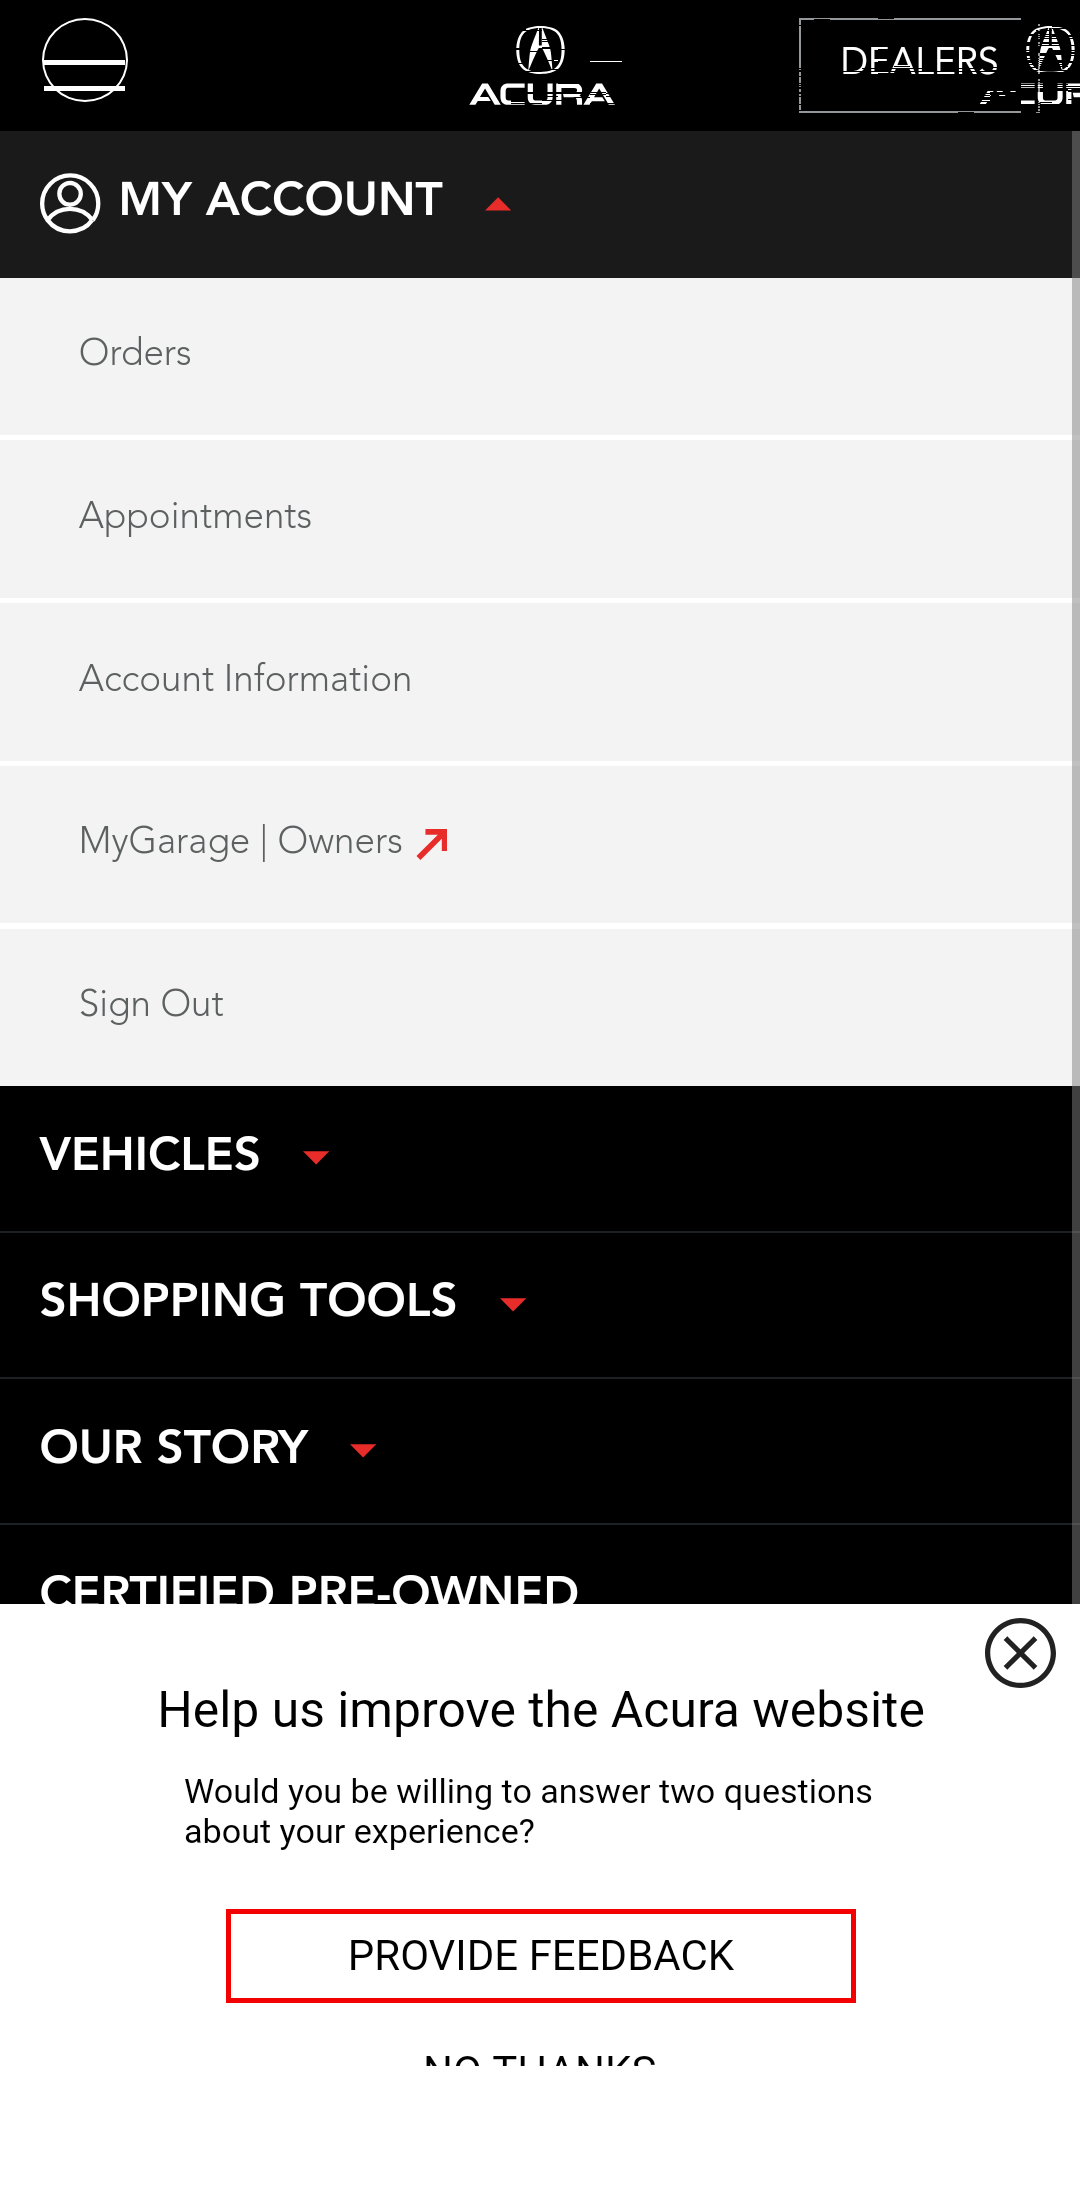 ACURA
DEALERS
MY ACCOUNT
Orders
Appointments
Account Information
MyGarage | Owners
Sign Out
VEHICLES
SHOPPING TOOLS
OUR STORY
CERTIFIED PRE-OWNED
Help us improve the Acura website
Would you be willing to answer two questions
about your experience?
PROVIDE FEEDBACK
NO THANKS